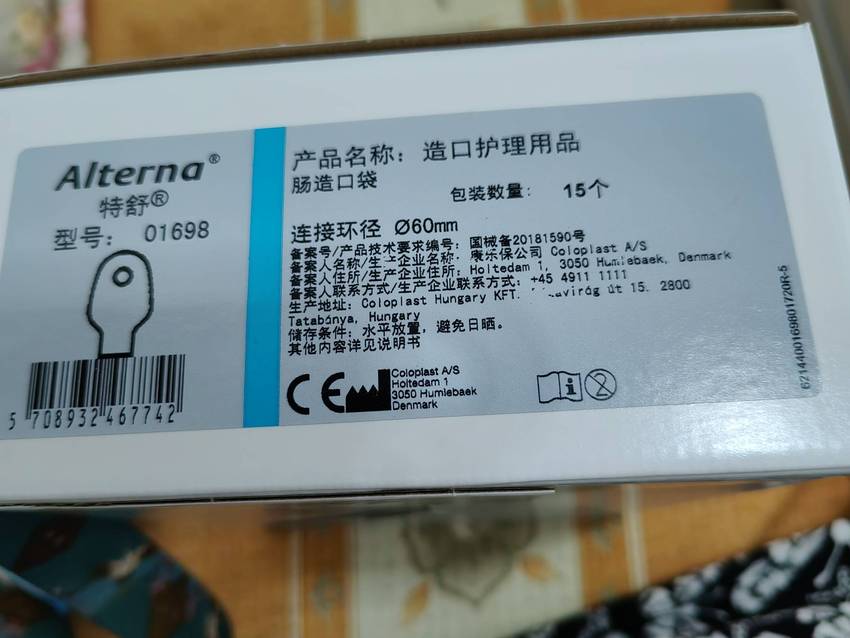 Alterna®
特舒®
型号： 01698
5 708932 467742
产品名称： 造口护理用品
肠造口袋
包装数量： 15个
连接环径 Ø60mm
备案号/产品技术要求编号： 国械备20181590号
备案人名称/生产企业名称： 康乐保公司 Coloplast A/S
备案人住所/生产企业住所： Holtedam 1, 3050 Humlebaek, Denmark
备案人联系方式/生产企业联系方式： +45 4911 1111
生产地址： Coloplast Hungary KFT. út 15. 2800
Tatabánya, Hungary
储存条件： 水平放置，避免日晒。
其他内容详见说明书
CE
Coloplast A/S
Holtedam 1
3050 Humlebaek
Denmark
i
2